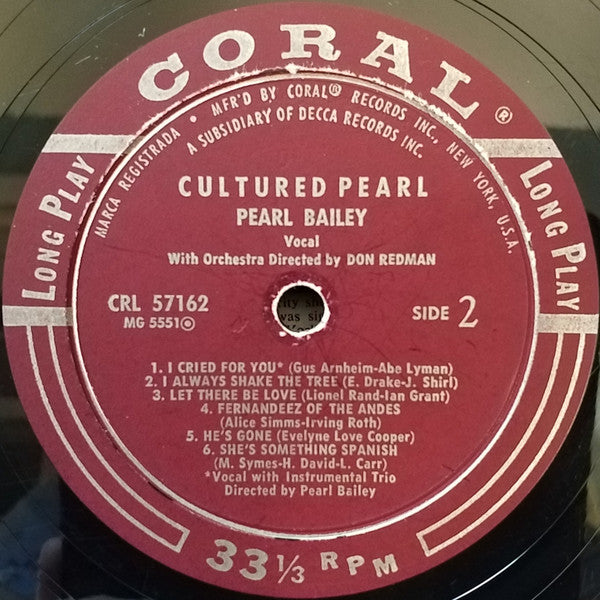 CORAL®
MARCA REGISTRADA • MFR'D BY CORAL® RECORDS INC., NEW YORK, U.S.A.
A SUBSIDIARY OF DECCA RECORDS INC.
LONG PLAY
LONG PLAY
CULTURED PEARL
PEARL BAILEY
Vocal
With Orchestra Directed by DON REDMAN
CRL 57162
MG 5551
SIDE 2
1. I CRIED FOR YOU* (Gus Arnheim-Abe Lyman)
2. I ALWAYS SHAKE THE TREE (E. Drake-J. Shirl)
3. LET THERE BE LOVE (Lionel Rand-Ian Grant)
4. FERNANDEEZ OF THE ANDES
(Alice Simms-Irving Roth)
5. HE'S GONE (Evelyne Love Cooper)
6. SHE'S SOMETHING SPANISH
(M. Symes-H. David-L. Carr)
*Vocal with Instrumental Trio
Directed by Pearl Bailey
33 1/3 RPM